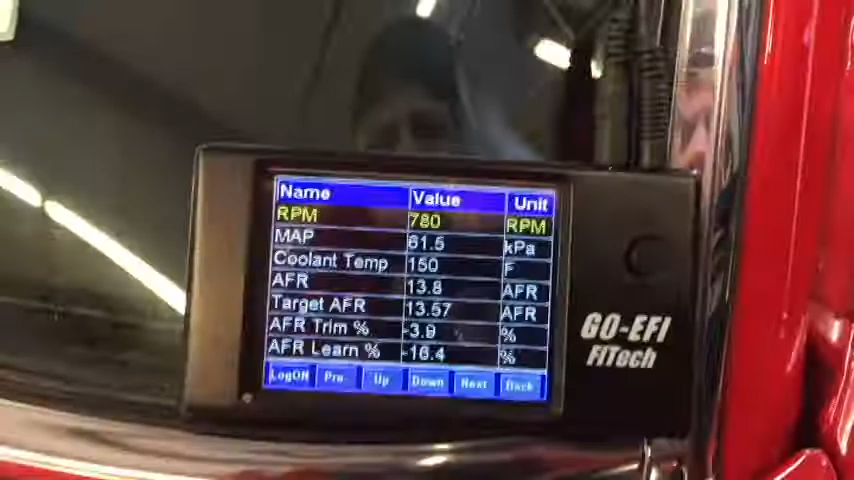 Name Value Unit
RPM 780 RPM
MAP 61.5 kPa
Coolant Temp 150 F
AFR 13.8 AFR
Target AFR 13.57 AFR
AFR Trim % -3.9 %
AFR Learn % -16.4 %
LogON Pre Up Down Next Back
GO-EFI
FiTech